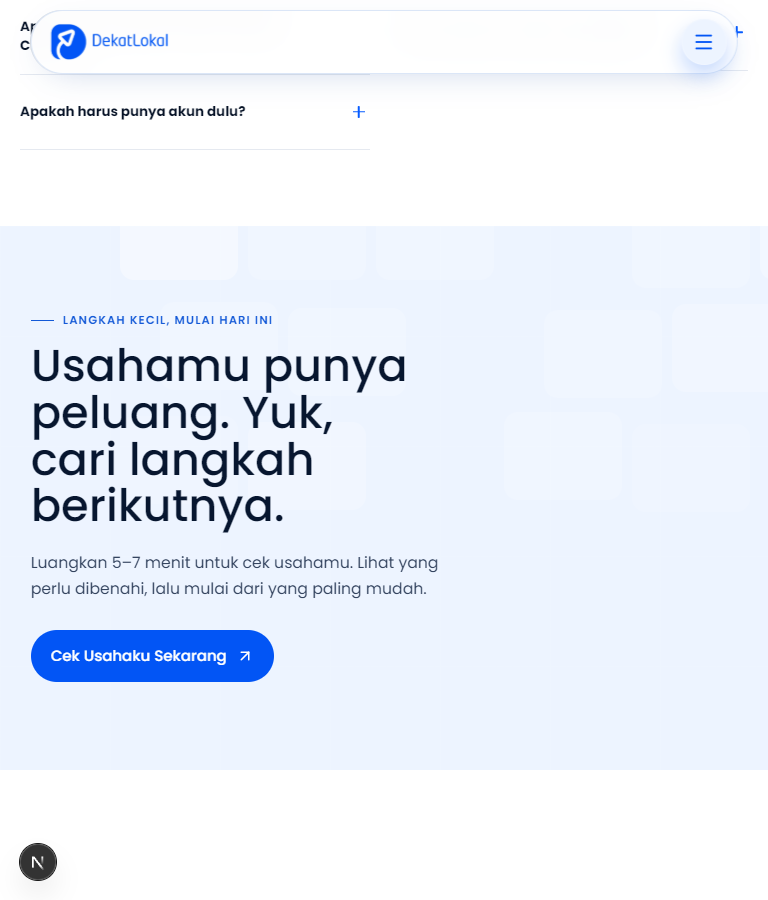 DekatLokal
Apakah harus punya akun dulu?
LANGKAH KECIL, MULAI HARI INI
Usahamu punya
peluang. Yuk,
cari langkah
berikutnya.
Luangkan 5–7 menit untuk cek usahamu. Lihat yang
perlu dibenahi, lalu mulai dari yang paling mudah.
Cek Usahaku Sekarang
N